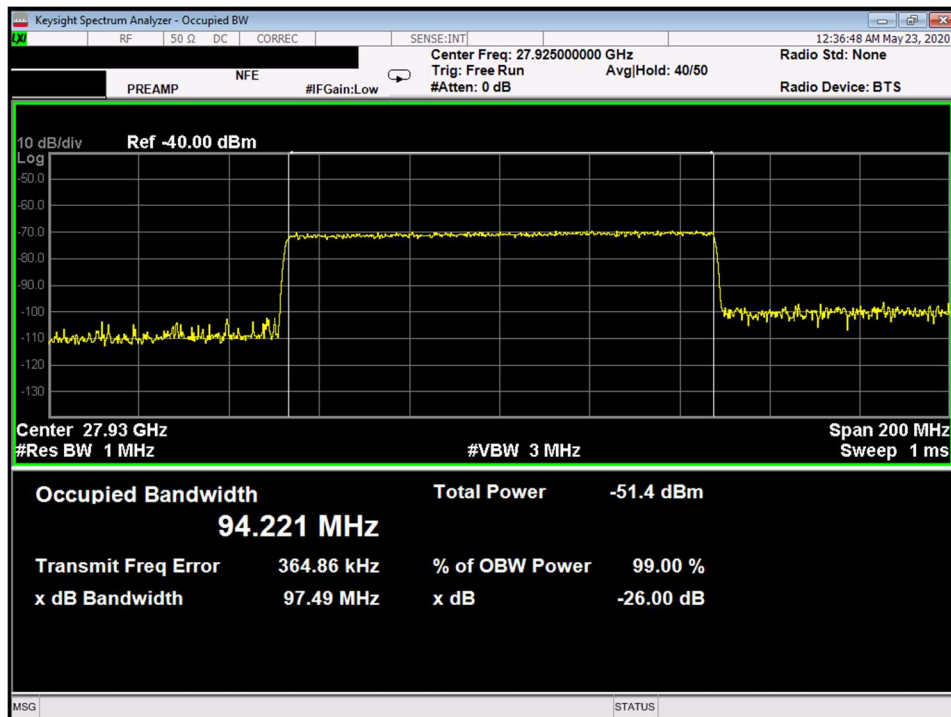 Keysight Spectrum Analyzer - Occupied BW
LXI RF 50 Ω DC CORREC SENSE:INT 12:36:48 AM May 23, 2020
Center Freq: 27.925000000 GHz Radio Std: None
NFE Trig: Free Run Avg|Hold: 40/50
PREAMP #IFGain:Low #Atten: 0 dB Radio Device: BTS
10 dB/div Ref -40.00 dBm
Log
-50.0
-60.0
-70.0
-80.0
-90.0
-100
-110
-120
-130
Center 27.93 GHz Span 200 MHz
#Res BW 1 MHz #VBW 3 MHz Sweep 1 ms
Occupied Bandwidth Total Power -51.4 dBm
94.221 MHz
Transmit Freq Error 364.86 kHz % of OBW Power 99.00 %
x dB Bandwidth 97.49 MHz x dB -26.00 dB
MSG STATUS